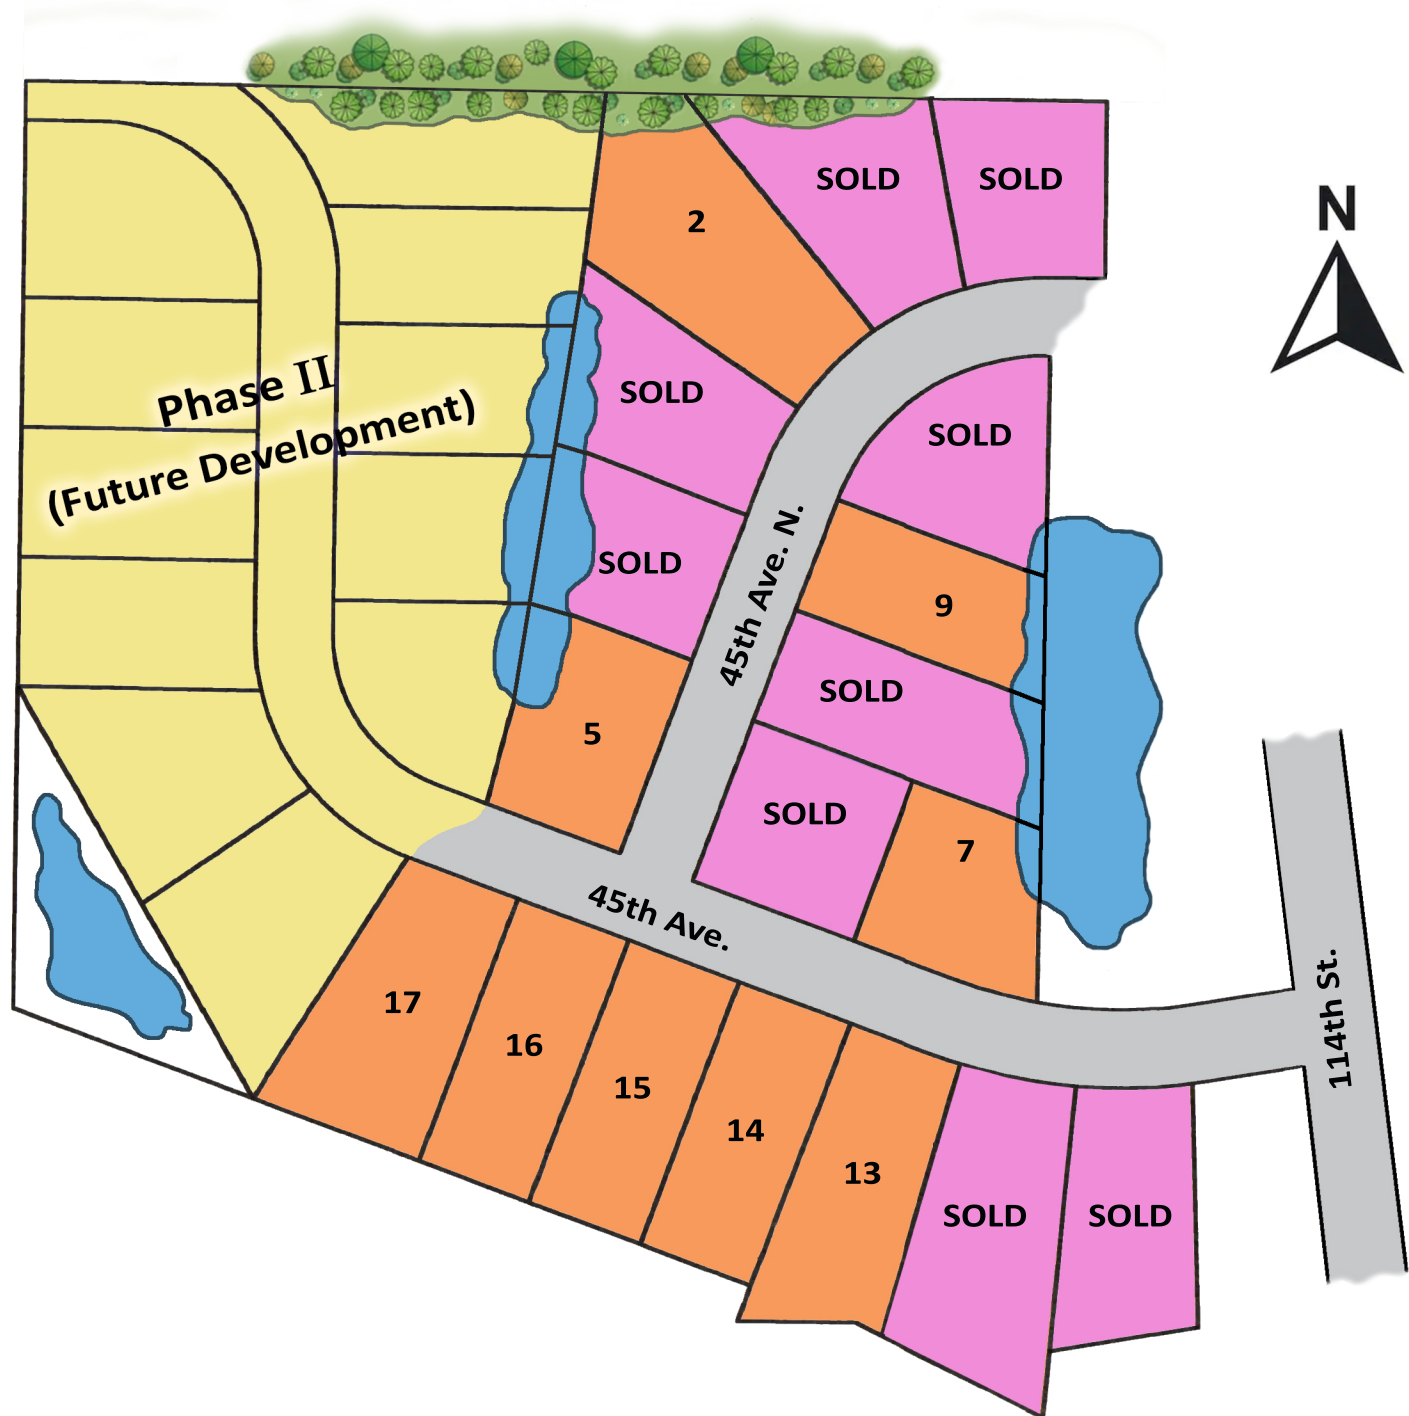 N
SOLD
SOLD
2
Phase II
(Future Development)
SOLD
SOLD
SOLD
45th Ave. N.
9
SOLD
5
SOLD
7
45th Ave.
114th St.
17
16
15
14
13
SOLD
SOLD